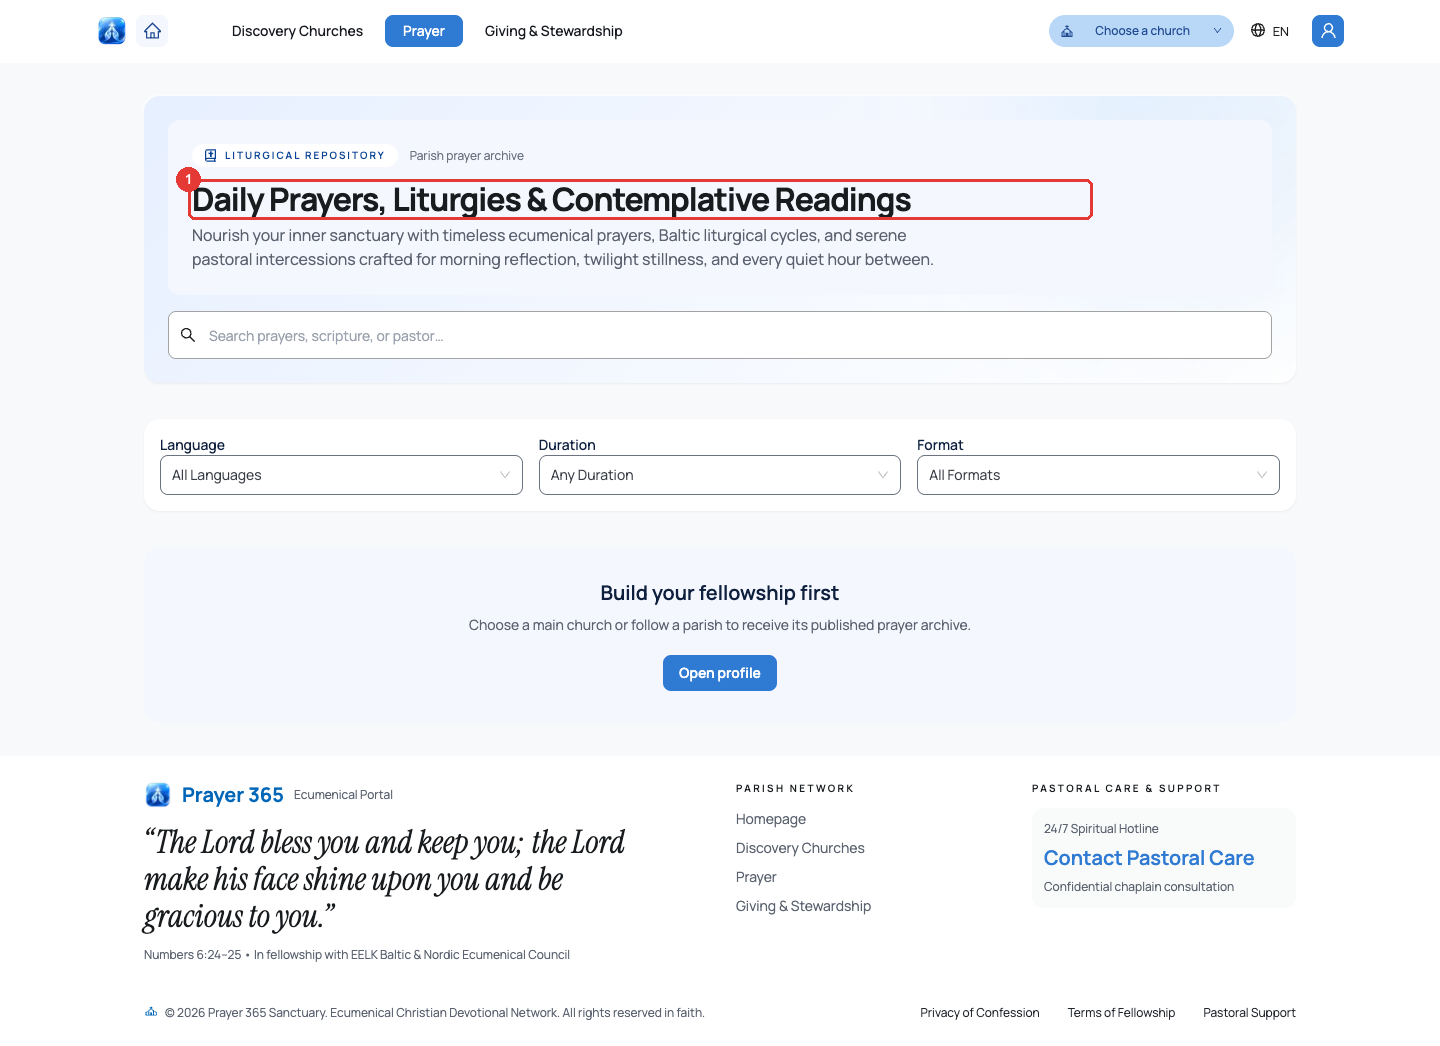 Discovery Churches
Prayer
Giving & Stewardship
Choose a church
EN
LITURGICAL REPOSITORY
Parish prayer archive
1
Daily Prayers, Liturgies & Contemplative Readings
Nourish your inner sanctuary with timeless ecumenical prayers, Baltic liturgical cycles, and serene
pastoral intercessions crafted for morning reflection, twilight stillness, and every quiet hour between.
Search prayers, scripture, or pastor…
Language
All Languages
Duration
Any Duration
Format
All Formats
Build your fellowship first
Choose a main church or follow a parish to receive its published prayer archive.
Open profile
Prayer 365
Ecumenical Portal
“The Lord bless you and keep you; the Lord
make his face shine upon you and be
gracious to you.”
Numbers 6:24–25 • In fellowship with EELK Baltic & Nordic Ecumenical Council
PARISH NETWORK
Homepage
Discovery Churches
Prayer
Giving & Stewardship
PASTORAL CARE & SUPPORT
24/7 Spiritual Hotline
Contact Pastoral Care
Confidential chaplain consultation
© 2026 Prayer 365 Sanctuary. Ecumenical Christian Devotional Network. All rights reserved in faith.
Privacy of Confession
Terms of Fellowship
Pastoral Support